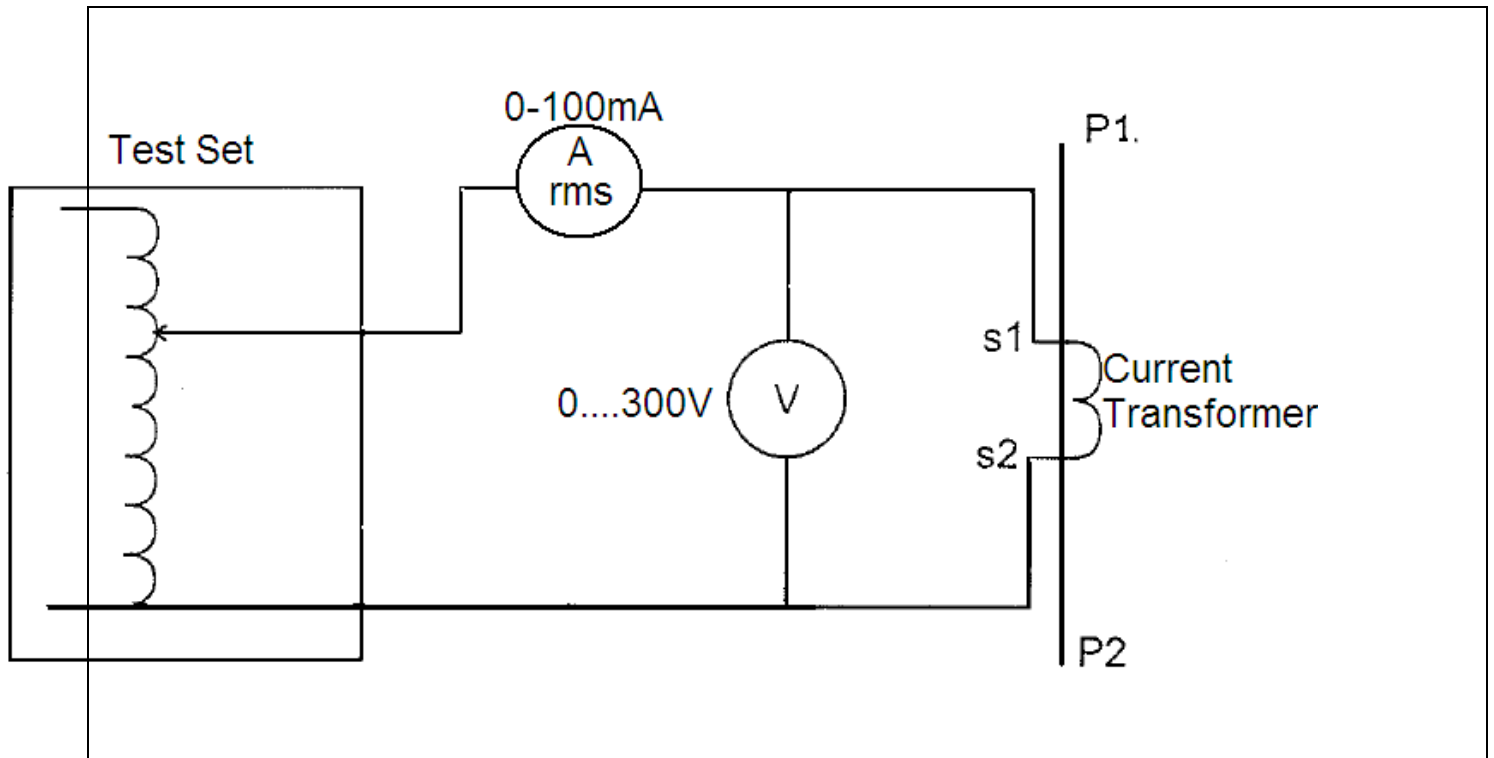 0-100mA
A
rms
Test Set
P1.
s1
Current
Transformer
0....300V
V
s2
P2